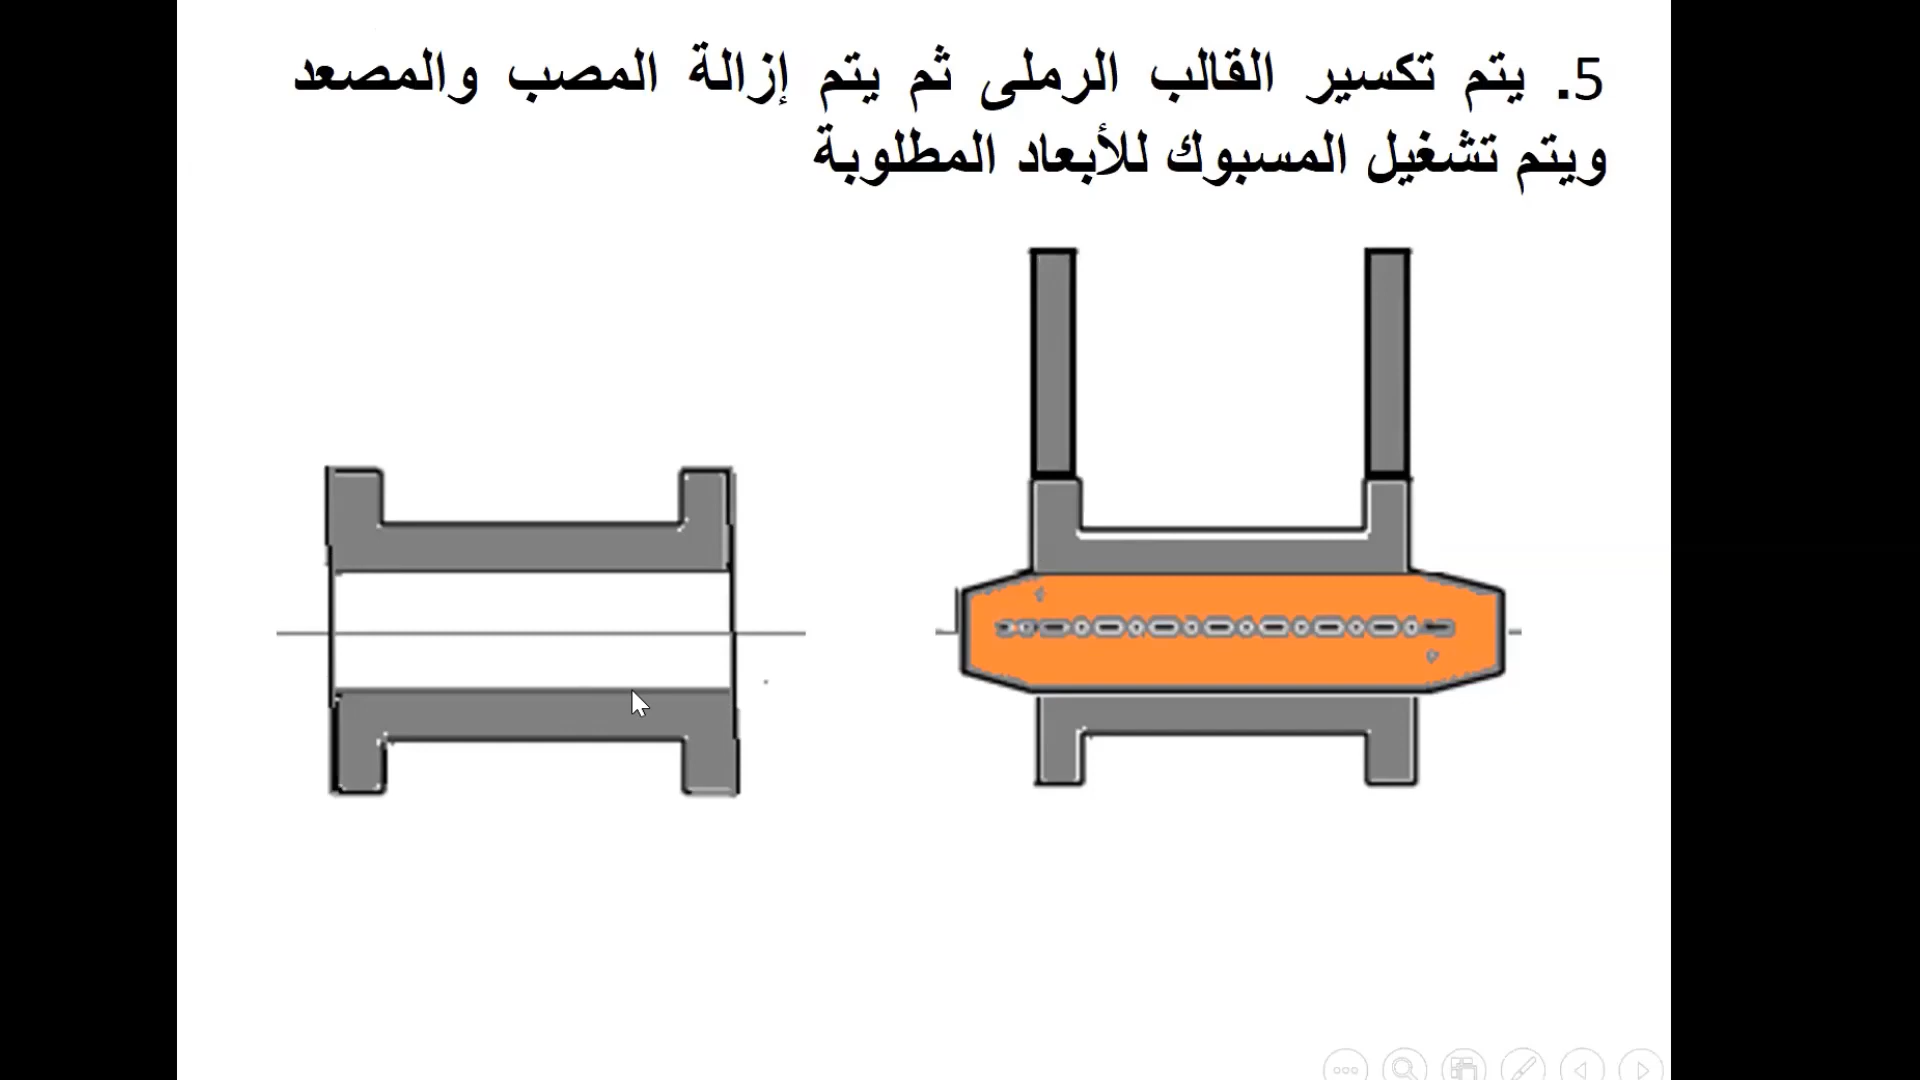 5. يتم تكسير القالب الرملى ثم يتم إزالة المصب والمصعد
ويتم تشغيل المسبوك للأبعاد المطلوبة